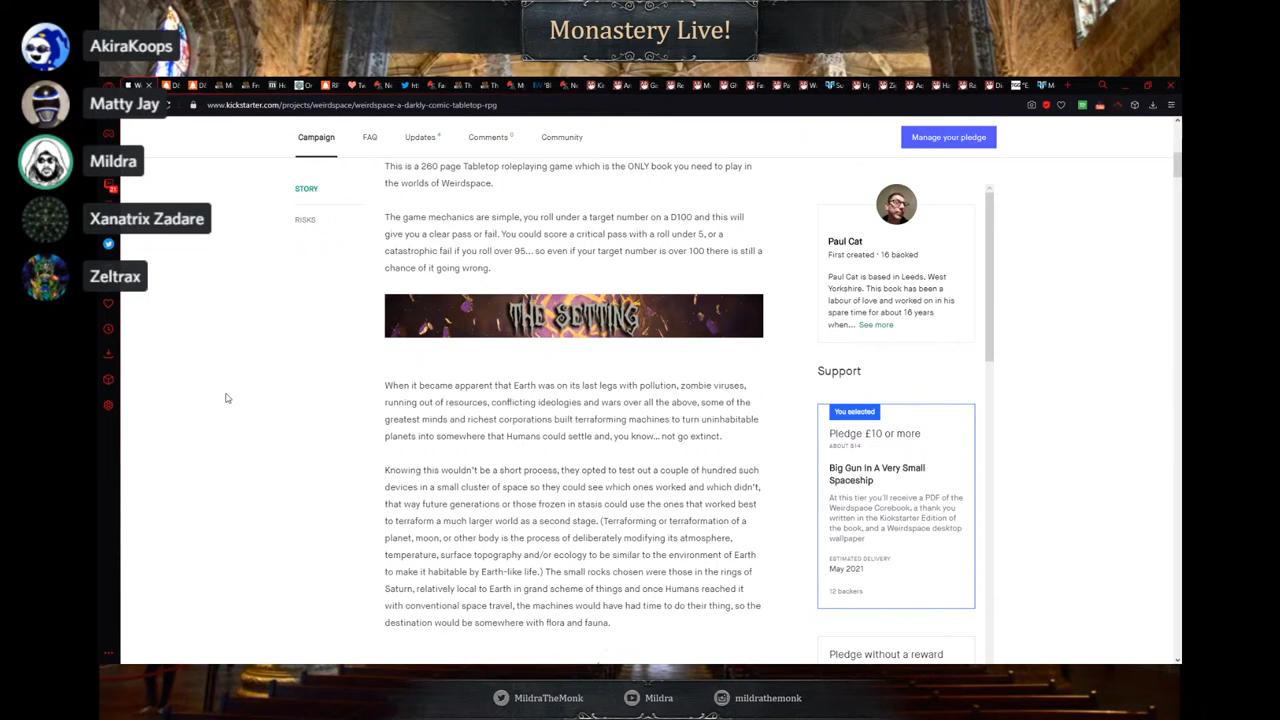 Monastery Live!
AkiraKoops
Matty Jay
Mildra
Xanatrix Zadare
Zeltrax
www.kickstarter.com/projects/weirdspace/weirdspace-a-darkly-comic-tabletop-rpg
Campaign
FAQ
Updates 4
Comments 0
Community
Manage your pledge
STORY
RISKS
This is a 260 page Tabletop roleplaying game which is the ONLY book you need to play in
the worlds of Weirdspace.
The game mechanics are simple, you roll under a target number on a D100 and this will
give you a clear pass or fail. You could score a critical pass with a roll under 5, or a
catastrophic fail if you roll over 95... so even if your target number is over 100 there is still a
chance of it going wrong.
THE SETTING
When it became apparent that Earth was on its last legs with pollution, zombie viruses,
running out of resources, conflicting ideologies and wars over all the above, some of the
greatest minds and richest corporations built terraforming machines to turn uninhabitable
planets into somewhere that Humans could settle and, you know... not go extinct.
Knowing this wouldn't be a short process, they opted to test out a couple of hundred such
devices in a small cluster of space so they could see which ones worked and which didn't,
that way future generations or those frozen in stasis could use the ones that worked best
to terraform a much larger world as a second stage. (Terraforming or terraformation of a
planet, moon, or other body is the process of deliberately modifying its atmosphere,
temperature, surface topography and/or ecology to be similar to the environment of Earth
to make it habitable by Earth-like life.) The small rocks chosen were those in the rings of
Saturn, relatively local to Earth in grand scheme of things and once Humans reached it
with conventional space travel, the machines would have had time to do their thing, so the
destination would be somewhere with flora and fauna.
Paul Cat
First created · 16 backed
Paul Cat is based in Leeds, West
Yorkshire. This book has been a
labour of love and worked on in his
spare time for about 16 years
when... See more
Support
You selected
Pledge £10 or more
ABOUT $14
Big Gun In A Very Small
Spaceship
At this tier you'll receive a PDF of the
Weirdspace Corebook, a thank you
written in the Kickstarter Edition of
the book, and a Weirdspace desktop
wallpaper
ESTIMATED DELIVERY
May 2021
12 backers
Pledge without a reward
MildraTheMonk
Mildra
mildrathemonk